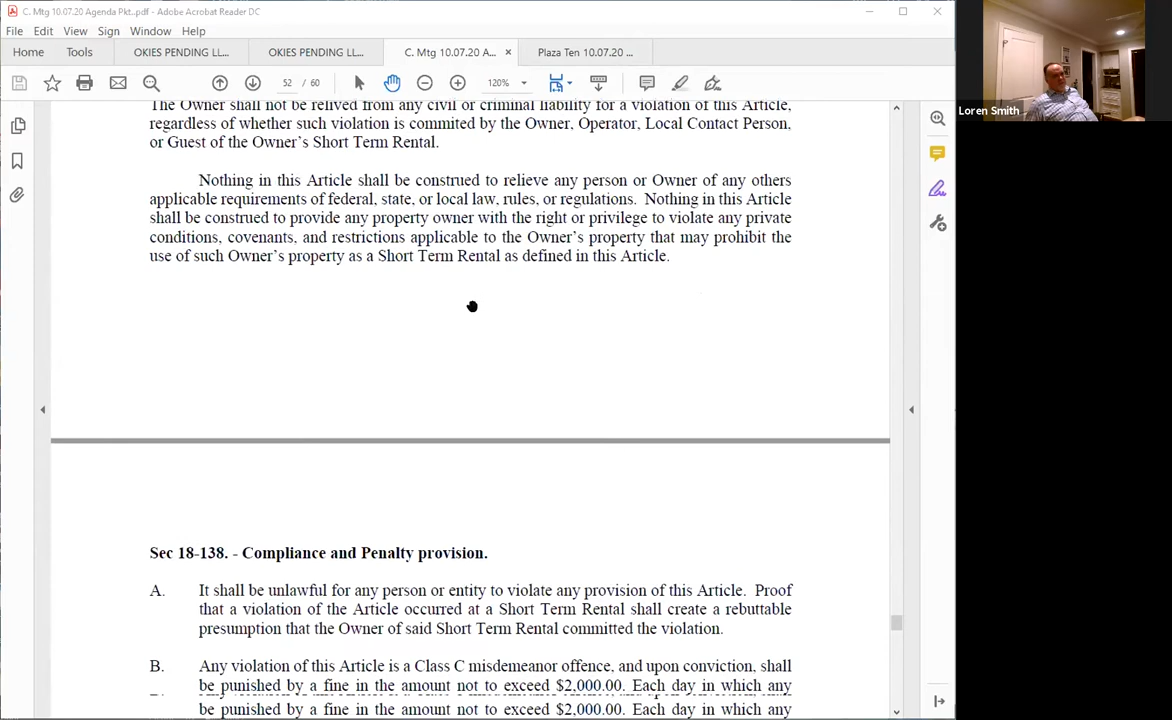 C. Mtg 10.07.20 Agenda Pkt..pdf - Adobe Acrobat Reader DC
File Edit View Sign Window Help
Home Tools OKIES PENDING LL... OKIES PENDING LL... C. Mtg 10.07.20 A... × Plaza Ten 10.07.20 ...
52 / 60 120%
The Owner shall not be relived from any civil or criminal liability for a violation of this Article,
regardless of whether such violation is commited by the Owner, Operator, Local Contact Person,
or Guest of the Owner's Short Term Rental.
Nothing in this Article shall be construed to relieve any person or Owner of any others
applicable requirements of federal, state, or local law, rules, or regulations. Nothing in this Article
shall be construed to provide any property owner with the right or privilege to violate any private
conditions, covenants, and restrictions applicable to the Owner's property that may prohibit the
use of such Owner's property as a Short Term Rental as defined in this Article.
Sec 18-138. - Compliance and Penalty provision.
A. It shall be unlawful for any person or entity to violate any provision of this Article. Proof
that a violation of the Article occurred at a Short Term Rental shall create a rebuttable
presumption that the Owner of said Short Term Rental committed the violation.
B. Any violation of this Article is a Class C misdemeanor offence, and upon conviction, shall
be punished by a fine in the amount not to exceed $2,000.00. Each day in which any
be punished by a fine in the amount not to exceed $2,000.00. Each day in which any
Loren Smith